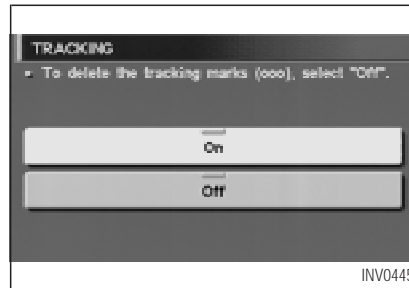 TRACKING
To delete the tracking marks (ooo), select "Off".
On
Off
INV0445